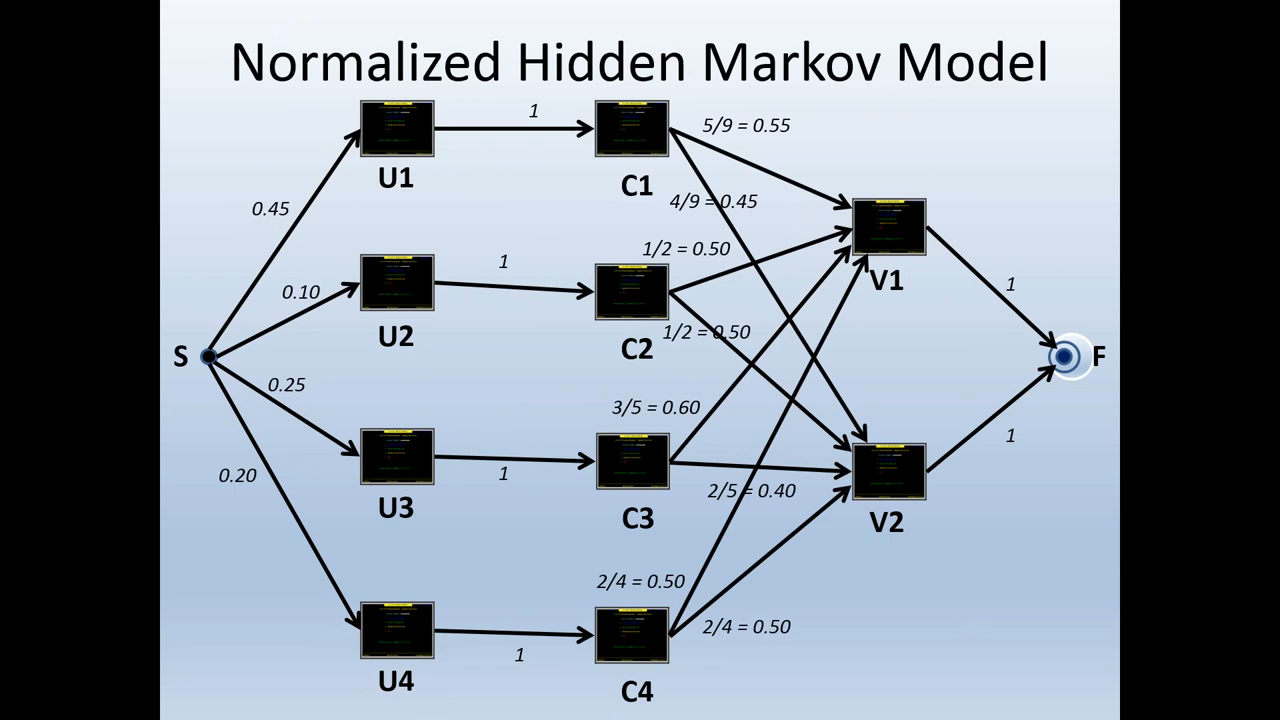 Normalized Hidden Markov Model
1
5/9 = 0.55
U1
C1
4/9 = 0.45
0.45
1/2 = 0.50
1
V1
0.10
1
U2
C2
1/2 = 0.50
S
F
0.25
3/5 = 0.60
1
0.20
1
2/5 = 0.40
U3
C3
V2
2/4 = 0.50
2/4 = 0.50
1
U4
C4